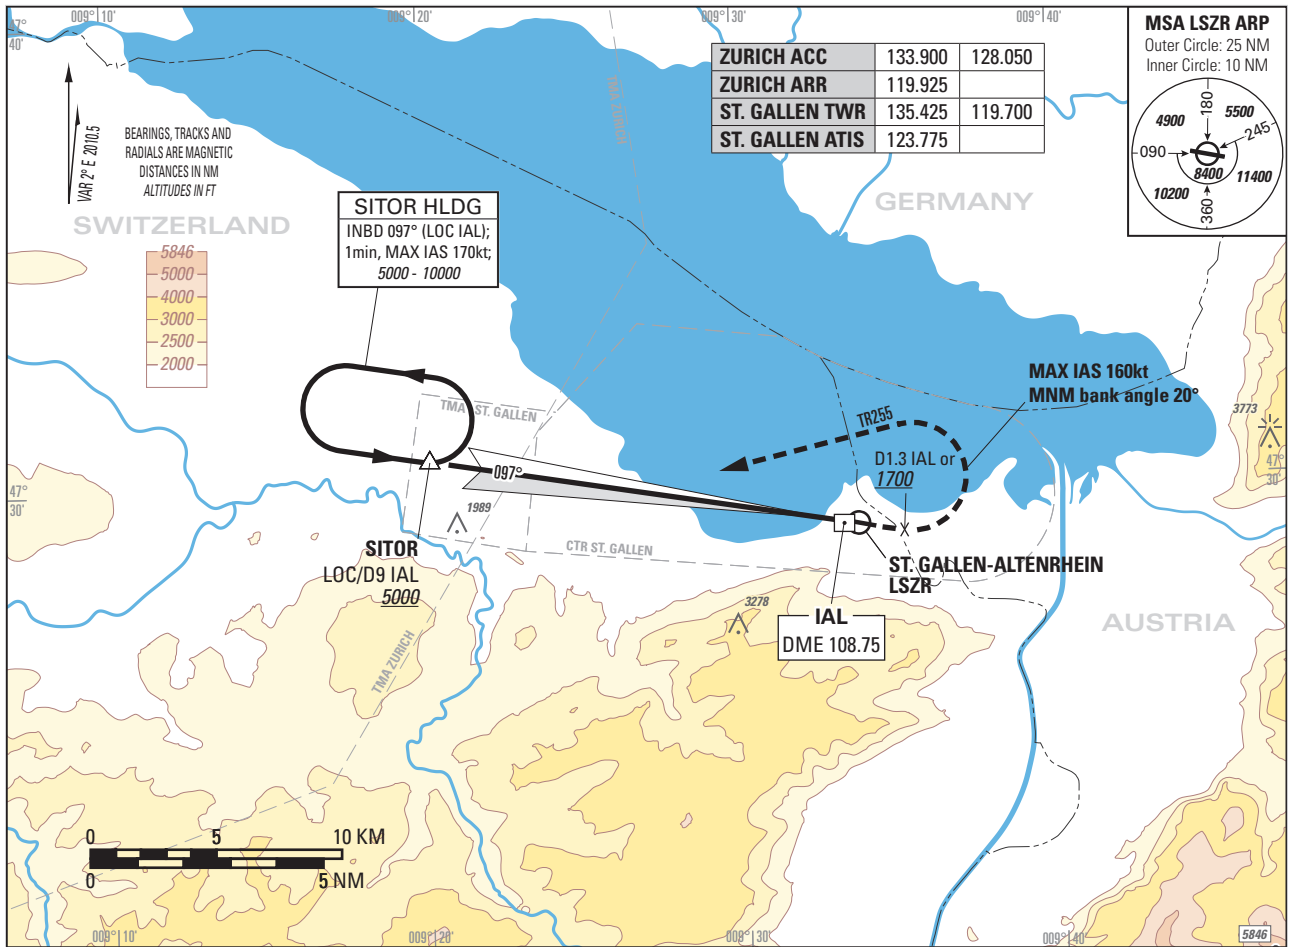 009°10'
009°20'
009°30'
009°40'
47°
40'
MSA LSZR ARP
Outer Circle: 25 NM
Inner Circle: 10 NM
180
4900
5500
245
090
8400
11400
10200
360
ZURICH ACC 133.900 128.050
ZURICH ARR 119.925
ST. GALLEN TWR 135.425 119.700
ST. GALLEN ATIS 123.775
TMA ZURICH
VAR 2° E 2010.5
BEARINGS, TRACKS AND
RADIALS ARE MAGNETIC
DISTANCES IN NM
ALTITUDES IN FT
SWITZERLAND
GERMANY
SITOR HLDG
INBD 097° (LOC IAL);
1min, MAX IAS 170kt;
5000 - 10000
5846
5000
4000
3000
2500
2000
MAX IAS 160kt
MNM bank angle 20°
TMA ST. GALLEN
TR255
3773
D1.3 IAL or
1700
097°
47°
30'
47°
30'
1989
SITOR
LOC/D9 IAL
5000
CTR ST. GALLEN
ST. GALLEN-ALTENRHEIN
LSZR
3278
IAL
DME 108.75
AUSTRIA
TMA ZURICH
0 5 10 KM
0 5 NM
009°10'
009°20'
009°30'
009°40'
5846